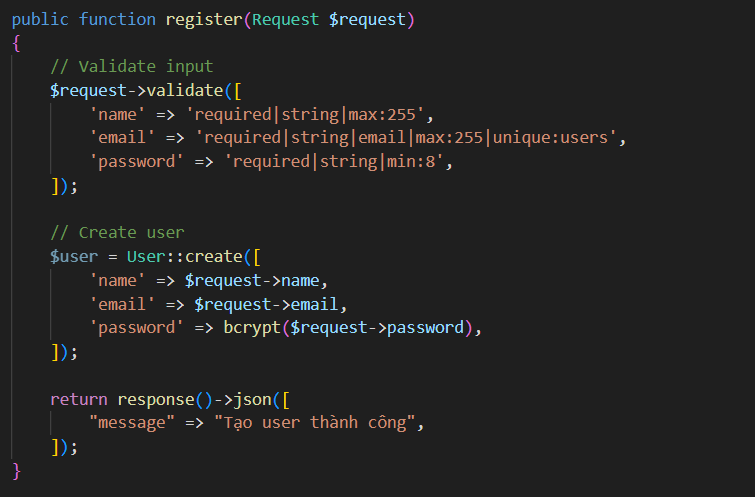 public function register(Request $request)
{
    // Validate input
    $request->validate([
        'name' => 'required|string|max:255',
        'email' => 'required|string|email|max:255|unique:users',
        'password' => 'required|string|min:8',
    ]);

    // Create user
    $user = User::create([
        'name' => $request->name,
        'email' => $request->email,
        'password' => bcrypt($request->password),
    ]);

    return response()->json([
        "message" => "Tạo user thành công",
    ]);
}